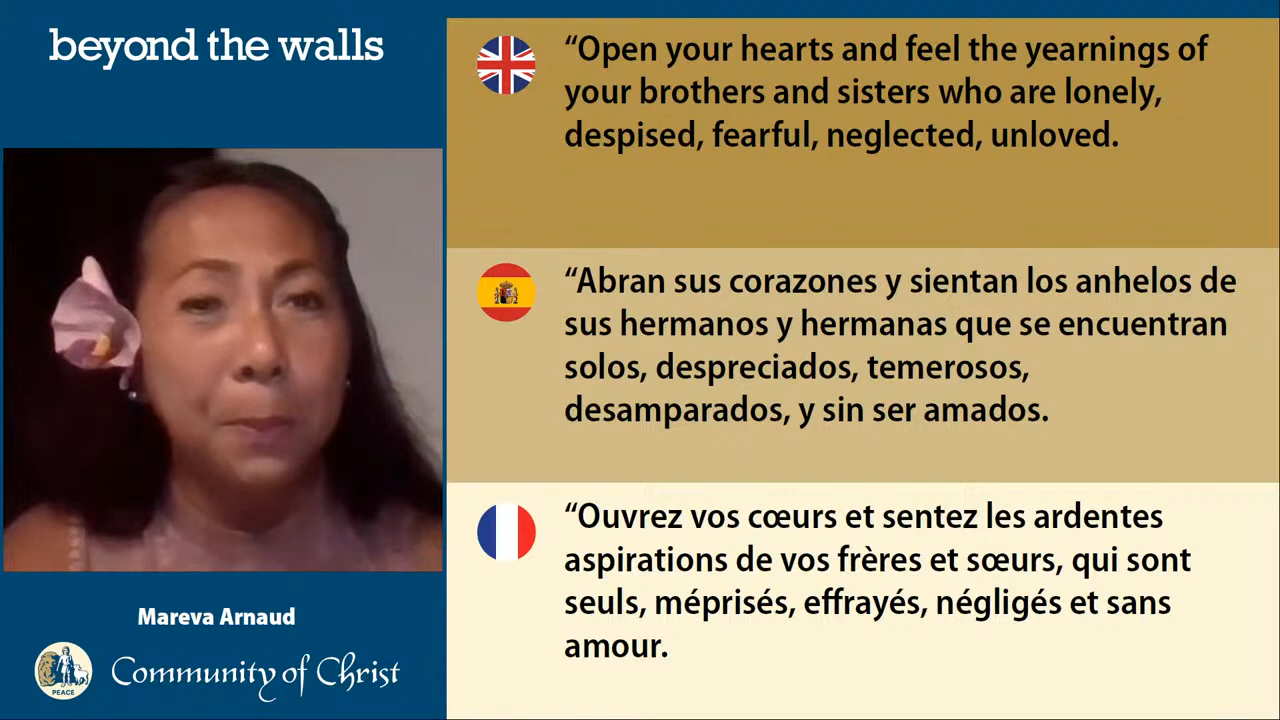 beyond the walls
“Open your hearts and feel the yearnings of
your brothers and sisters who are lonely,
despised, fearful, neglected, unloved.
“Abran sus corazones y sientan los anhelos de
sus hermanos y hermanas que se encuentran
solos, despreciados, temerosos,
desamparados, y sin ser amados.
“Ouvrez vos cœurs et sentez les ardentes
aspirations de vos frères et sœurs, qui sont
seuls, méprisés, effrayés, négligés et sans
amour.
Mareva Arnaud
PEACE
Community of Christ